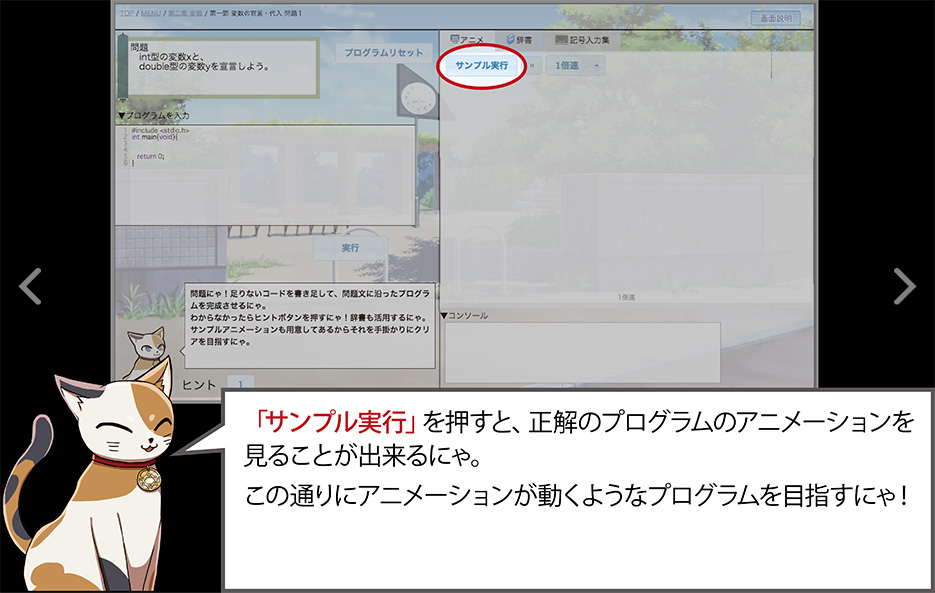 TOP / MENU / 第二章 変数 / 第一節 変数の宣言・代入 問題1
画面説明
問題
int型の変数xと、
double型の変数yを宣言しよう。
プログラムリセット
アニメ
辞書
記号入力集
サンプル実行
1倍速
▼プログラムを入力
1 #include <stdio.h>
2 int main(void){
3
4
5 return 0;
6 }
実行
問題にゃ！足りないコードを書き足して、問題文に沿ったプログラ
ムを完成させるにゃ。
わからなかったらヒントボタンを押すにゃ！辞書も活用するにゃ。
サンプルアニメーションも用意してあるからそれを手掛かりにクリ
アを目指すにゃ。
ヒント
1
1倍速
▼コンソール
「サンプル実行」を押すと、正解のプログラムのアニメーションを
見ることが出来るにゃ。
この通りにアニメーションが動くようなプログラムを目指すにゃ！